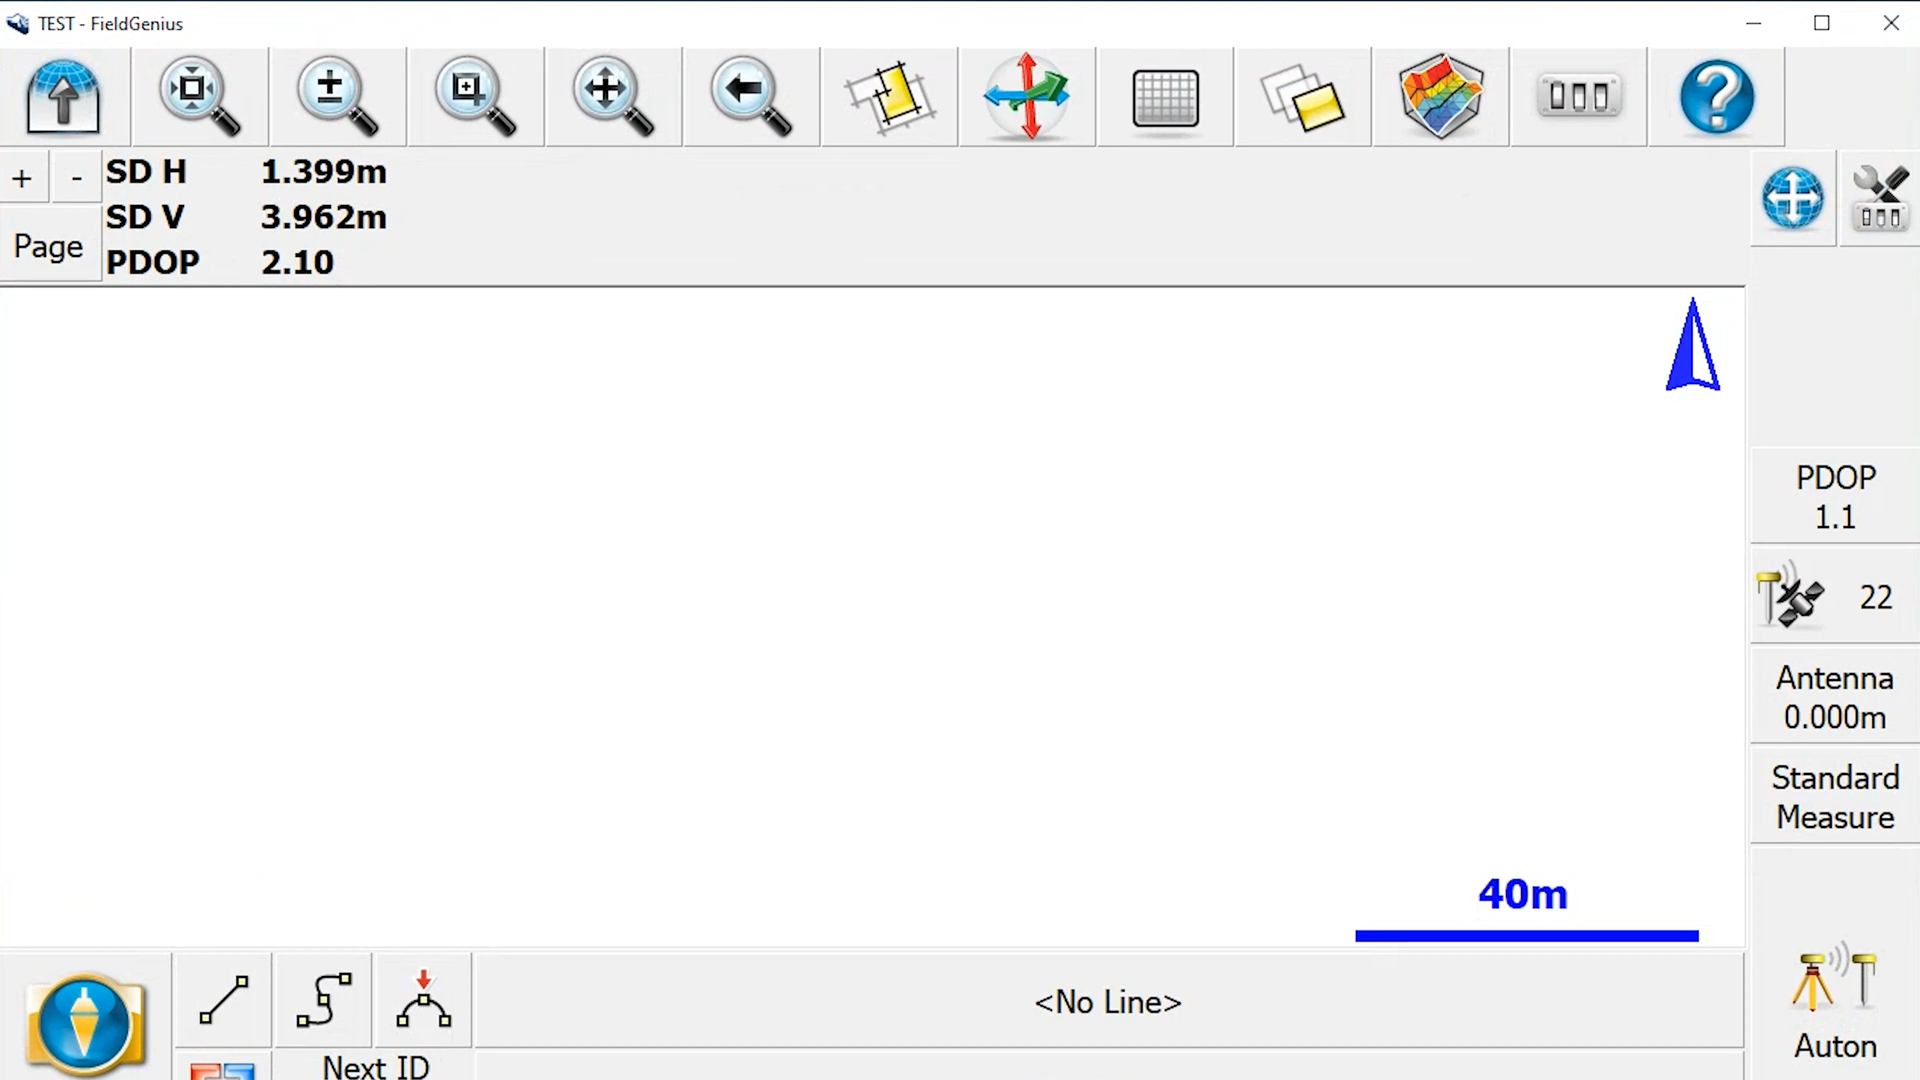 TEST - FieldGenius
+ -
SD H 1.399m
SD V 3.962m
Page
PDOP 2.10
PDOP
1.1
22
Antenna
0.000m
Standard
Measure
40m
<No Line>
Auton
Next ID